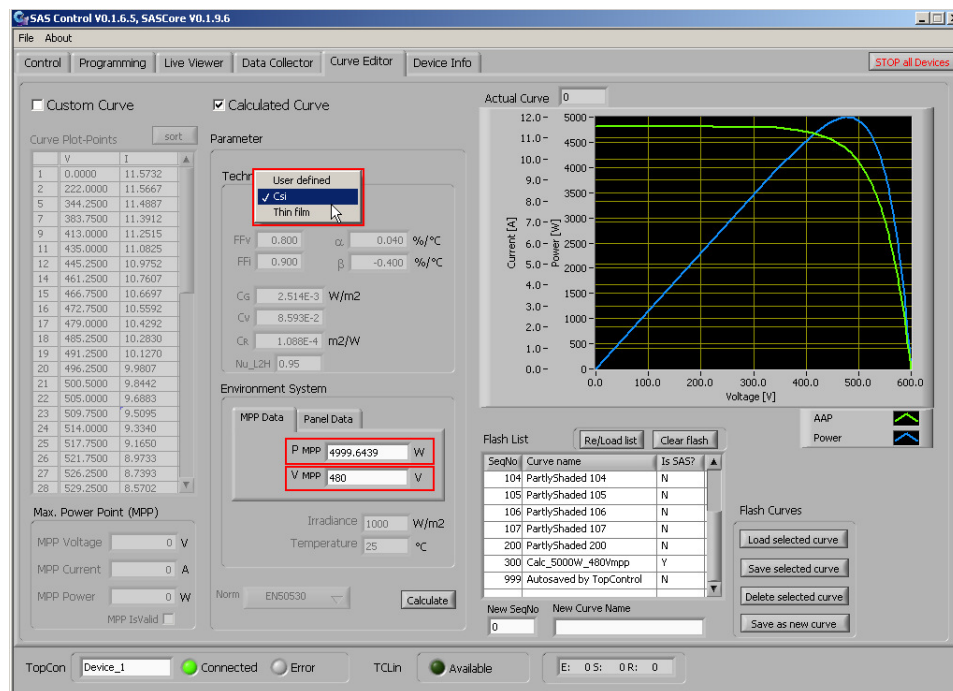 SAS Control V0.1.6.5, SASCore V0.1.9.6
File About
Control Programming Live Viewer Data Collector Curve Editor Device Info STOP all Devices
Custom Curve
Curve Plot-Points sort
V I
1 0.0000 11.5732
2 222.0000 11.5667
5 344.2500 11.4887
7 383.7500 11.3912
9 413.0000 11.2515
11 435.0000 11.0825
12 445.2500 10.9752
14 461.2500 10.7607
15 466.7500 10.6697
16 472.7500 10.5592
17 479.0000 10.4292
18 485.2500 10.2830
19 491.2500 10.1270
20 496.2500 9.9807
21 500.5000 9.8442
22 505.0000 9.6883
23 509.7500 9.5095
24 514.0000 9.3340
25 517.7500 9.1650
26 521.7500 8.9733
27 526.2500 8.7393
28 529.2500 8.5702
Max. Power Point (MPP)
MPP Voltage 0 V
MPP Current 0 A
MPP Power 0 W
MPP IsValid
Calculated Curve
Parameter
Techn
User defined
✓ Csi
Thin film
FFv 0.800 α 0.040 %/°C
FFi 0.900 β -0.400 %/°C
CG 2.514E-3 W/m2
CV 8.593E-2
CR 1.088E-4 m2/W
Nu_L2H 0.95
Environment System
MPP Data Panel Data
P MPP 4999.6439 W
V MPP 480 V
Irradiance 1000 W/m2
Temperature 25 °C
Norm EN50530 Calculate
Actual Curve 0
12.0 5000
11.0 4500
10.0 4000
9.0
8.0 3500
7.0 3000
6.0 2500
5.0 2000
4.0 1500
3.0
2.0 1000
1.0 500
0.0 0
Current [A]
Power [W]
0.0 100.0 200.0 300.0 400.0 500.0 600.0
Voltage [V]
AAP
Power
Flash List Re/Load list Clear flash
SeqNo Curve name Is SAS?
104 PartlyShaded 104 N
105 PartlyShaded 105 N
106 PartlyShaded 106 N
107 PartlyShaded 107 N
200 PartlyShaded 200 N
300 Calc_5000W_480Vmpp Y
999 Autosaved by TopControl N
New SeqNo New Curve Name
0
Flash Curves
Load selected curve
Save selected curve
Delete selected curve
Save as new curve
TopCon Device_1 Connected Error TCLin Available E: 0 S: 0 R: 0